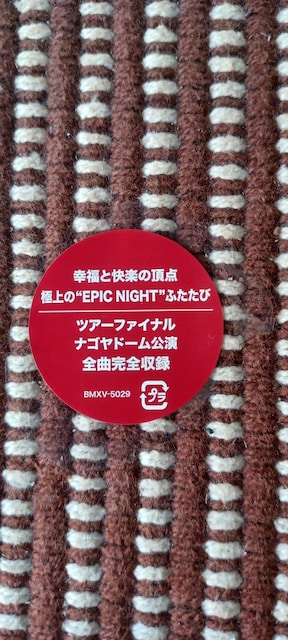 幸福と快楽の頂点
極上の“EPIC NIGHT”ふたたび
ツアーファイナル
ナゴヤドーム公演
全曲完全収録
BMXV-5029
プラ